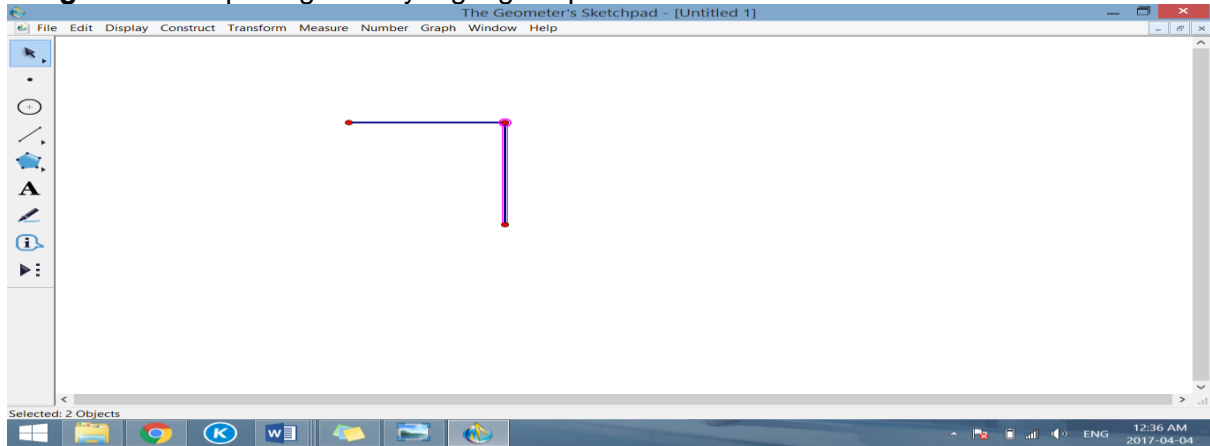 The Geometer's Sketchpad - [Untitled 1]
File Edit Display Construct Transform Measure Number Graph Window Help
A
Selected: 2 Objects
ENG
12:36 AM
2017-04-04